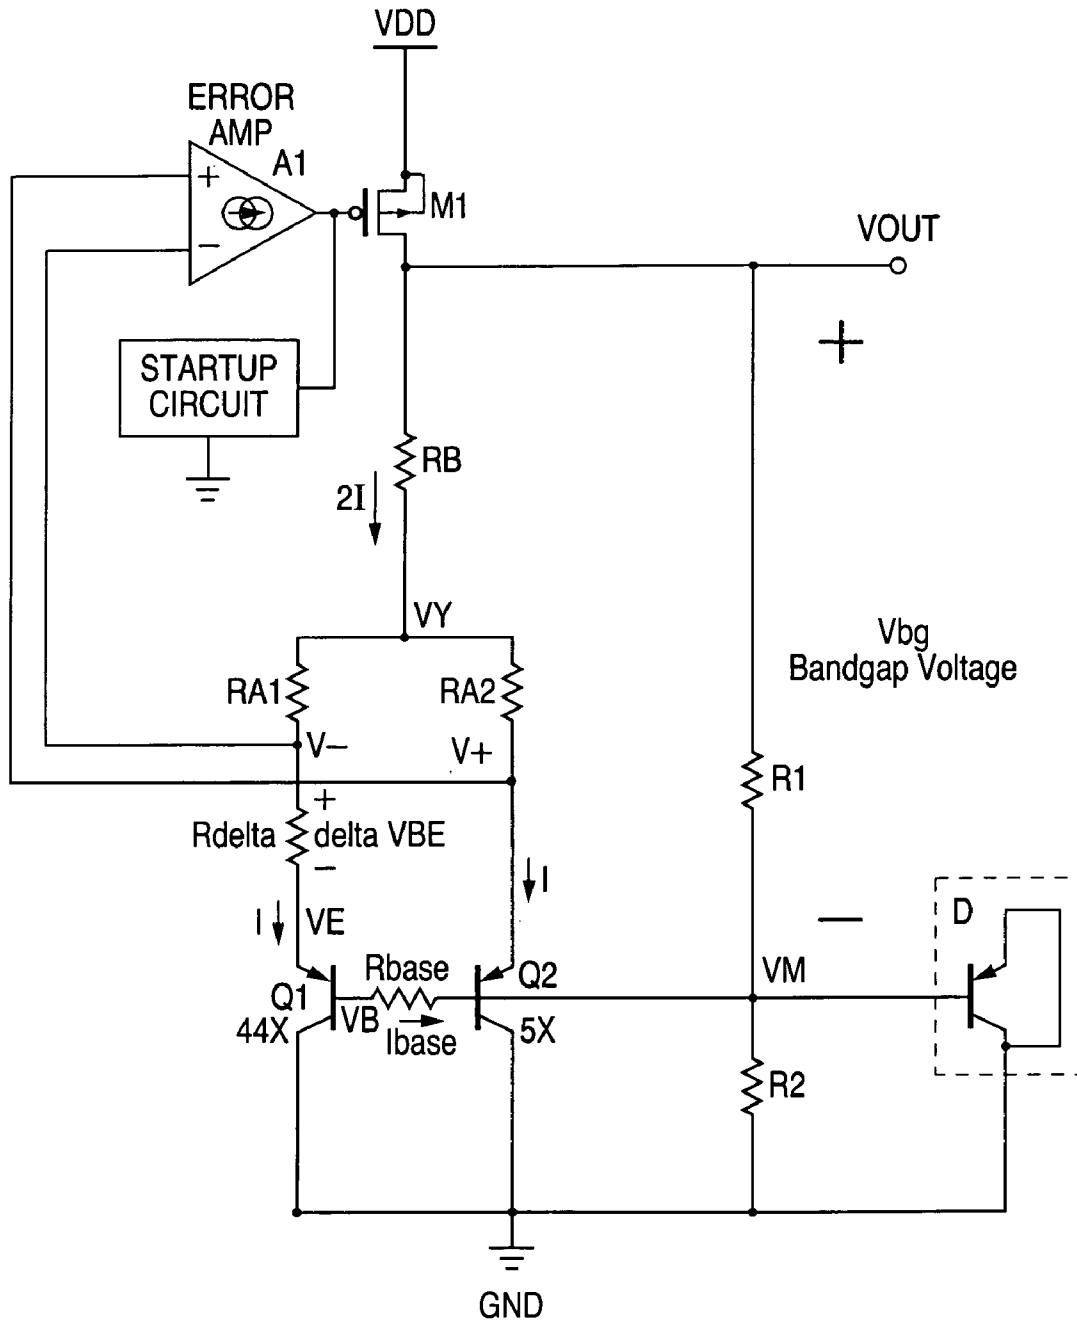 VDD
ERROR
AMP
A1
+
−
M1
VOUT
+
STARTUP
CIRCUIT
RB
2I
VY
Vbg
Bandgap Voltage
RA1
RA2
V−
V+
R1
+
Rdelta
delta VBE
−
I
I
VE
D
−
Rbase
Q2
VM
Q1
44X
VB
Ibase
5X
R2
GND